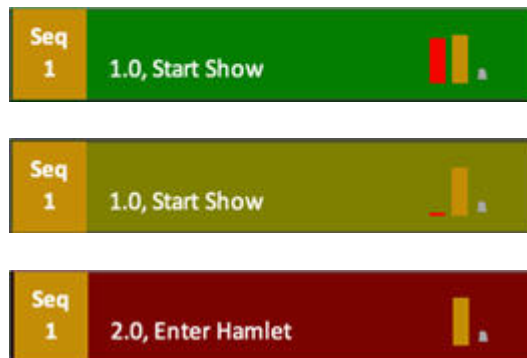 Seq
1
1.0, Start Show
Seq
1
1.0, Start Show
Seq
1
2.0, Enter Hamlet